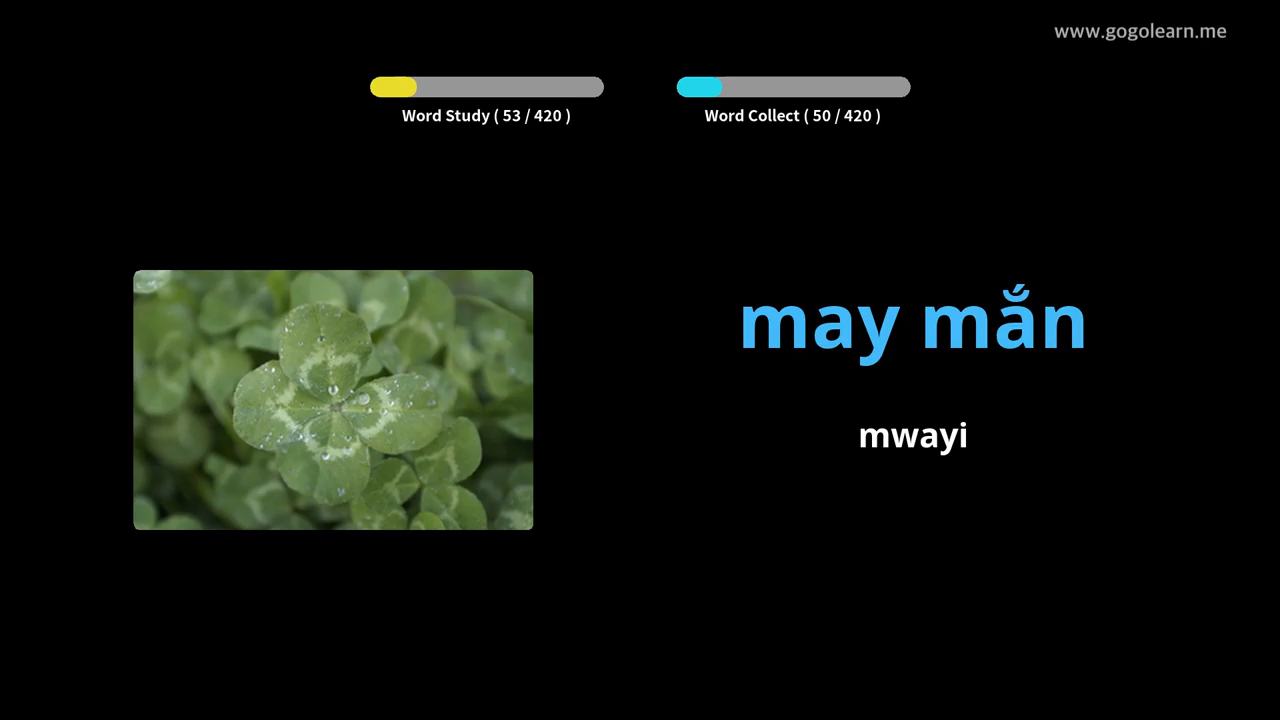 www.gogolearn.me
Word Study ( 53 / 420 )
Word Collect ( 50 / 420 )
may mắn
mwayi